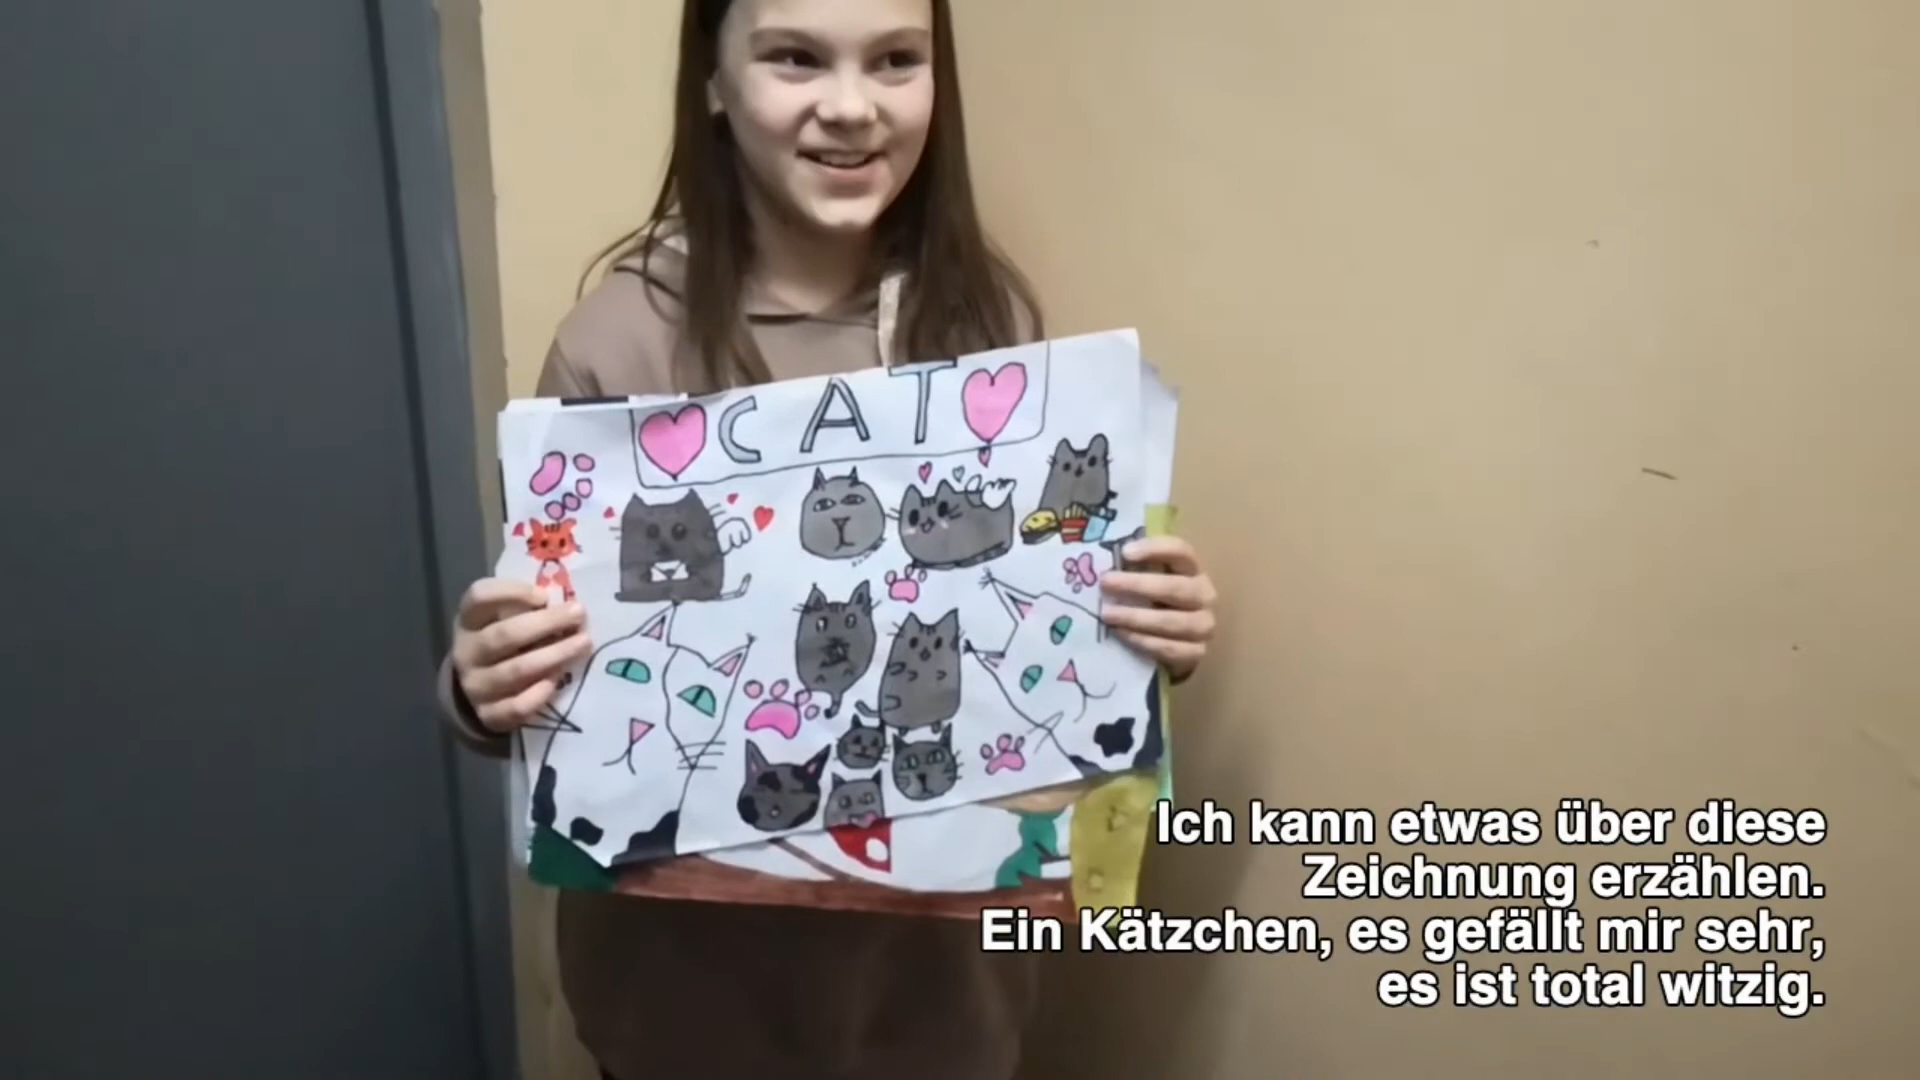 CAT
Ich kann etwas über diese
Zeichnung erzählen.
Ein Kätzchen, es gefällt mir sehr,
es ist total witzig.